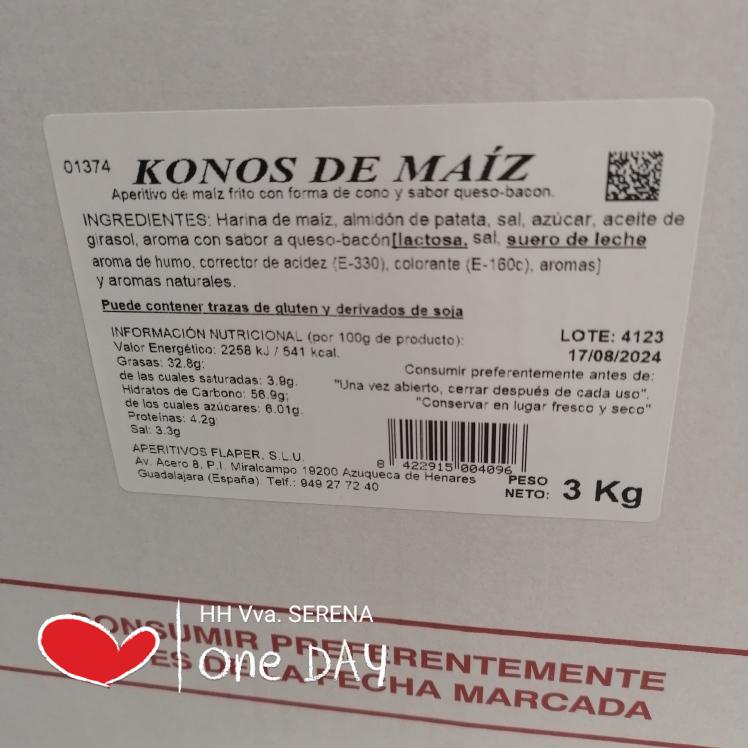 01374 KONOS DE MAÍZ
Aperitivo de maíz frito con forma de cono y sabor queso-bacon.
INGREDIENTES: Harina de maíz, almidón de patata, sal, azúcar, aceite de
girasol, aroma con sabor a queso-bacón[lactosa, sal, suero de leche
aroma de humo, corrector de acidez (E-330), colorante (E-160c), aromas]
y aromas naturales.
Puede contener trazas de gluten y derivados de soja
INFORMACIÓN NUTRICIONAL (por 100g de producto):
Valor Energético: 2258 kJ / 541 kcal.
Grasas: 32.8g;
de las cuales saturadas: 3.9g.
Hidratos de Carbono: 56.9g;
de los cuales azúcares: 6.01g.
Proteínas: 4.2g;
Sal: 3.3g
LOTE: 4123
17/08/2024
Consumir preferentemente antes de:
"Una vez abierto, cerrar después de cada uso".
"Conservar en lugar fresco y seco"
APERITIVOS FLAPER, S.L.U.
Av. Acero 8, P.I. Miralcampo 19200 Azuqueca de Henares
Guadalajara (España). Telf.: 949 27 72 40
8 422915 004096
PESO
NETO: 3 Kg
HH Vva. SERENA
one DAY
CONSUMIR PREFERENTEMENTE
ANTES DE LA FECHA MARCADA